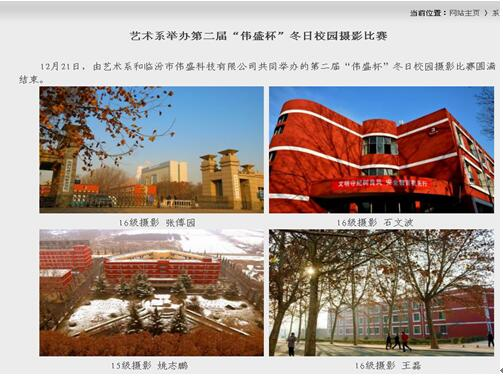 当前位置：网站主页 > 系
艺术系举办第二届“伟盛杯”冬日校园摄影比赛
12月21日，由艺术系和临汾市伟盛科技有限公司共同举办的第二届“伟盛杯”冬日校园摄影比赛圆满
结束。
16级摄影 张傅园
16级摄影 石文波
15级摄影 姚志鹏
16级摄影 王磊